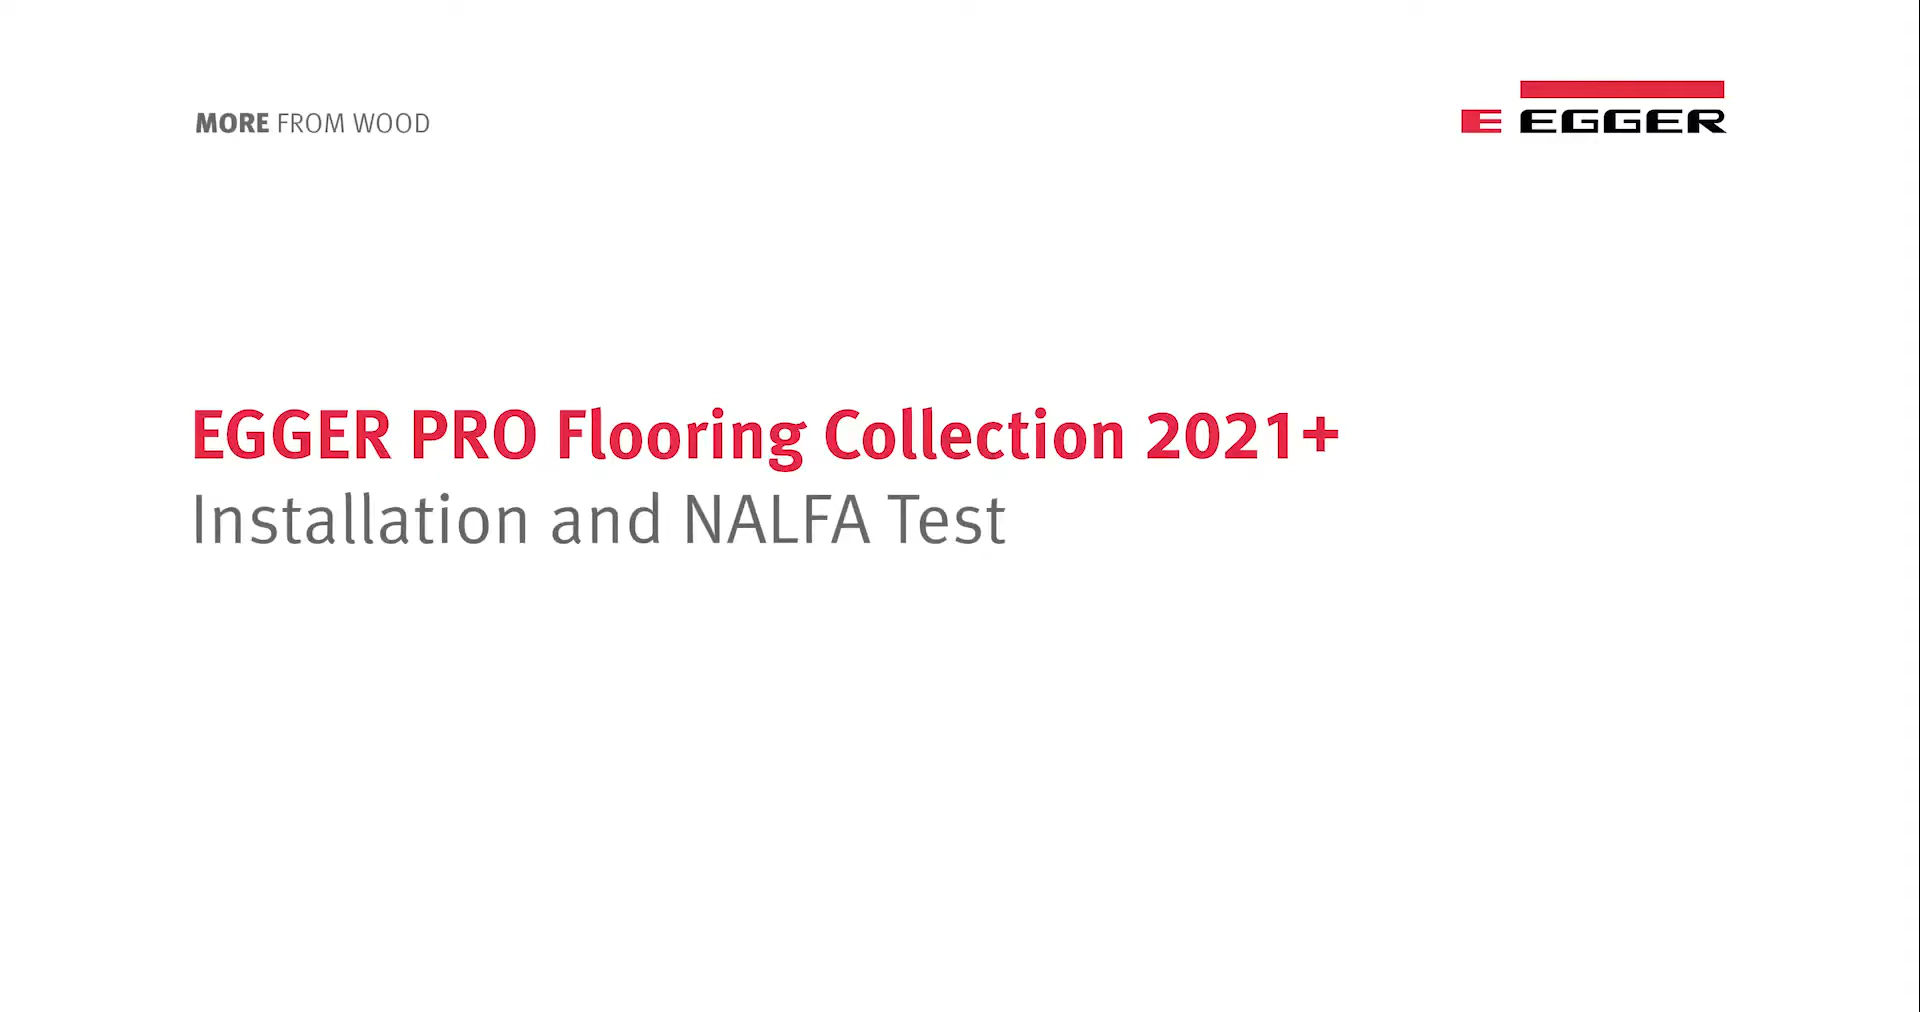 MORE FROM WOOD
E EGGER
EGGER PRO Flooring Collection 2021+
Installation and NALFA Test